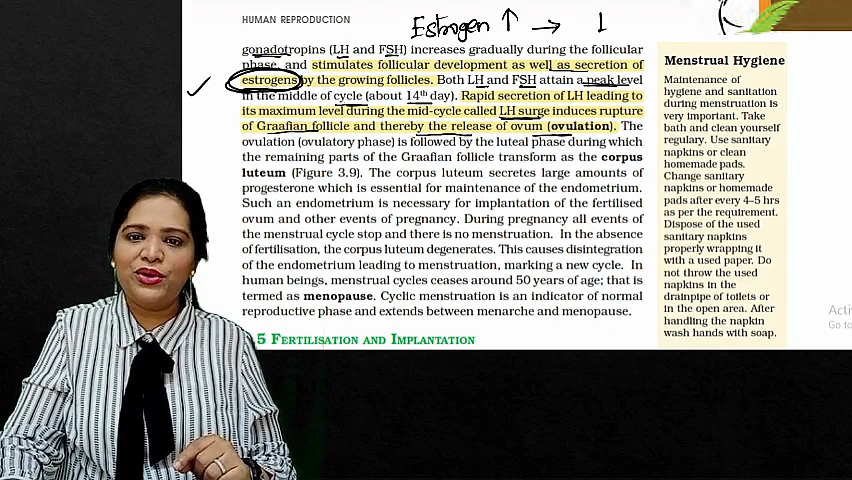 HUMAN REPRODUCTION
Estrogen ↑ →
gonadotropins (LH and FSH) increases gradually during the follicular
phase, and stimulates follicular development as well as secretion of
estrogens by the growing follicles. Both LH and FSH attain a peak level
in the middle of cycle (about 14th day). Rapid secretion of LH leading to
its maximum level during the mid-cycle called LH surge induces rupture
of Graafian follicle and thereby the release of ovum (ovulation). The
ovulation (ovulatory phase) is followed by the luteal phase during which
the remaining parts of the Graafian follicle transform as the corpus
luteum (Figure 3.9). The corpus luteum secretes large amounts of
progesterone which is essential for maintenance of the endometrium.
Such an endometrium is necessary for implantation of the fertilised
ovum and other events of pregnancy. During pregnancy all events of
the menstrual cycle stop and there is no menstruation. In the absence
of fertilisation, the corpus luteum degenerates. This causes disintegration
of the endometrium leading to menstruation, marking a new cycle. In
human beings, menstrual cycles ceases around 50 years of age; that is
termed as menopause. Cyclic menstruation is an indicator of normal
reproductive phase and extends between menarche and menopause.
.5 FERTILISATION AND IMPLANTATION
Menstrual Hygiene
Maintenance of
hygiene and sanitation
during menstruation is
very important. Take
bath and clean yourself
regulary. Use sanitary
napkins or clean
homemade pads.
Change sanitary
napkins or homemade
pads after every 4–5 hrs
as per the requirement.
Dispose of the used
sanitary napkins
properly wrapping it
with a used paper. Do
not throw the used
napkins in the
drainpipe of toilets or
in the open area. After
handling the napkin
wash hands with soap.
Acti
Go to